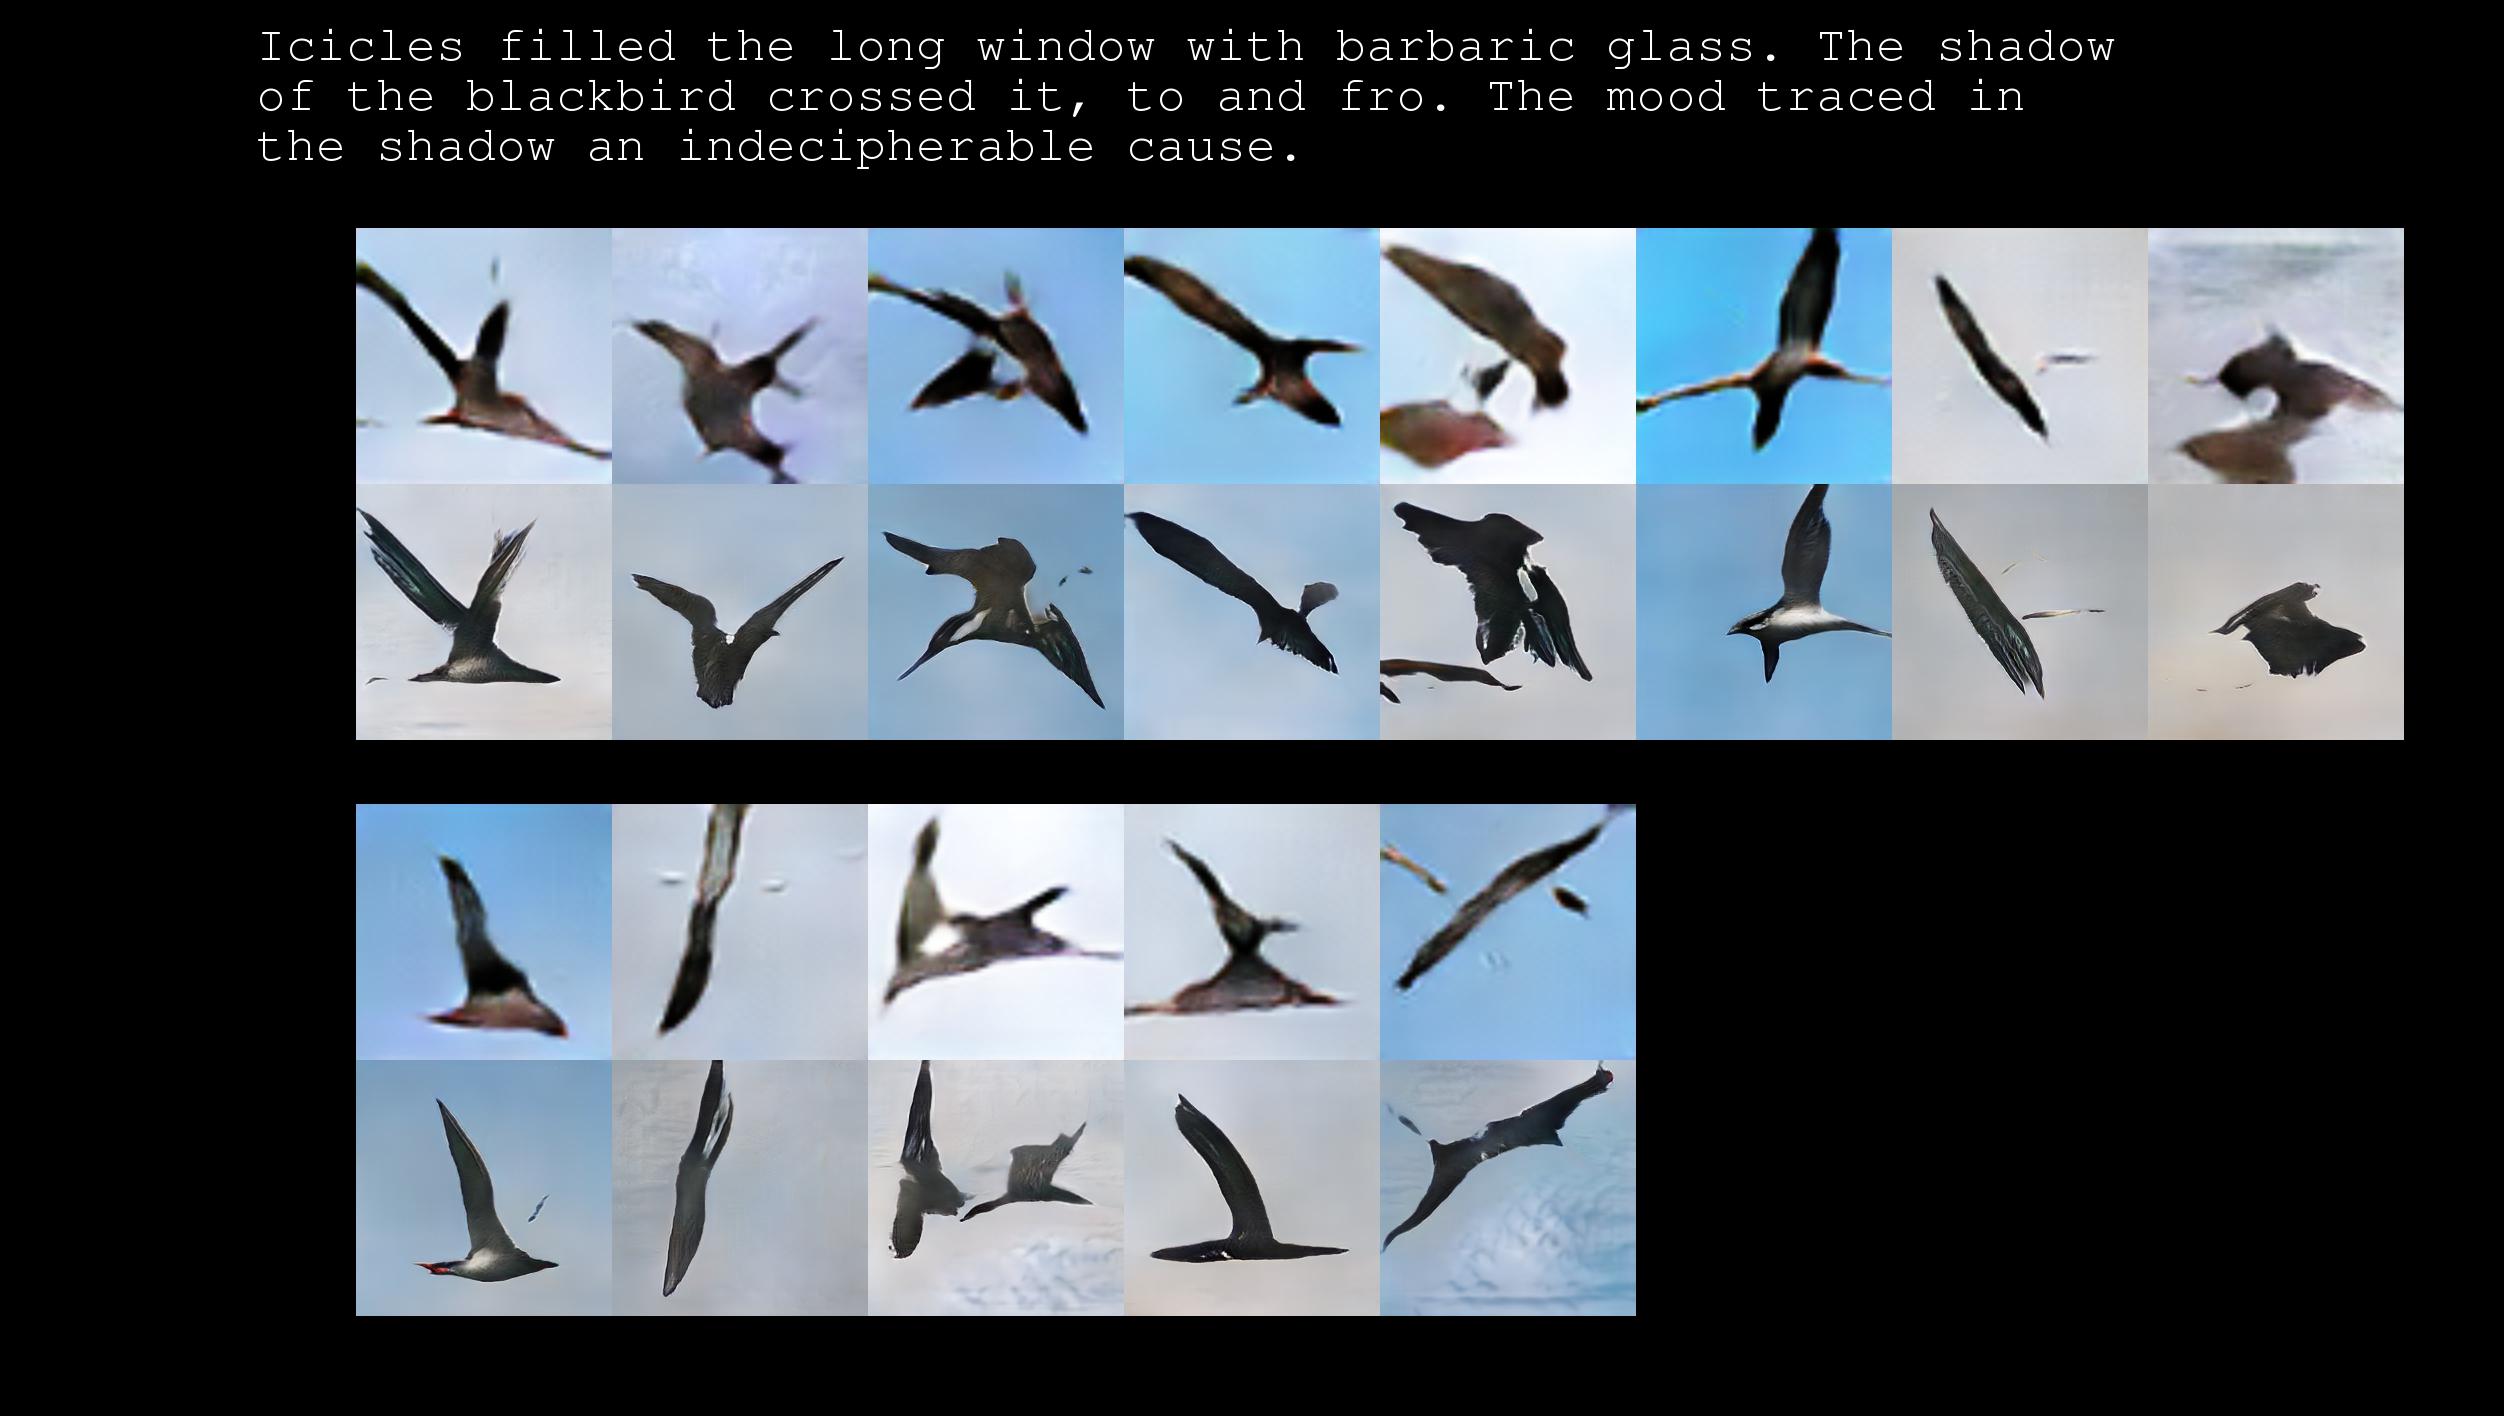 Icicles filled the long window with barbaric glass. The shadow
of the blackbird crossed it, to and fro. The mood traced in
the shadow an indecipherable cause.